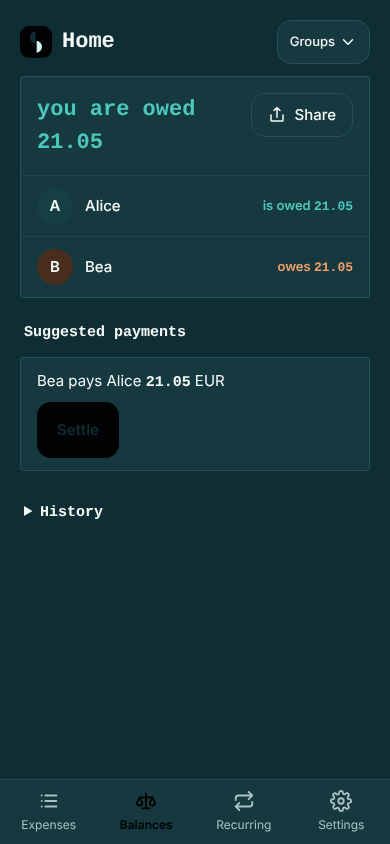 Home
Groups
you are owed
21.05
Share
A
Alice
is owed 21.05
B
Bea
owes 21.05
Suggested payments
Bea pays Alice 21.05 EUR
Settle
History
Expenses
Balances
Recurring
Settings